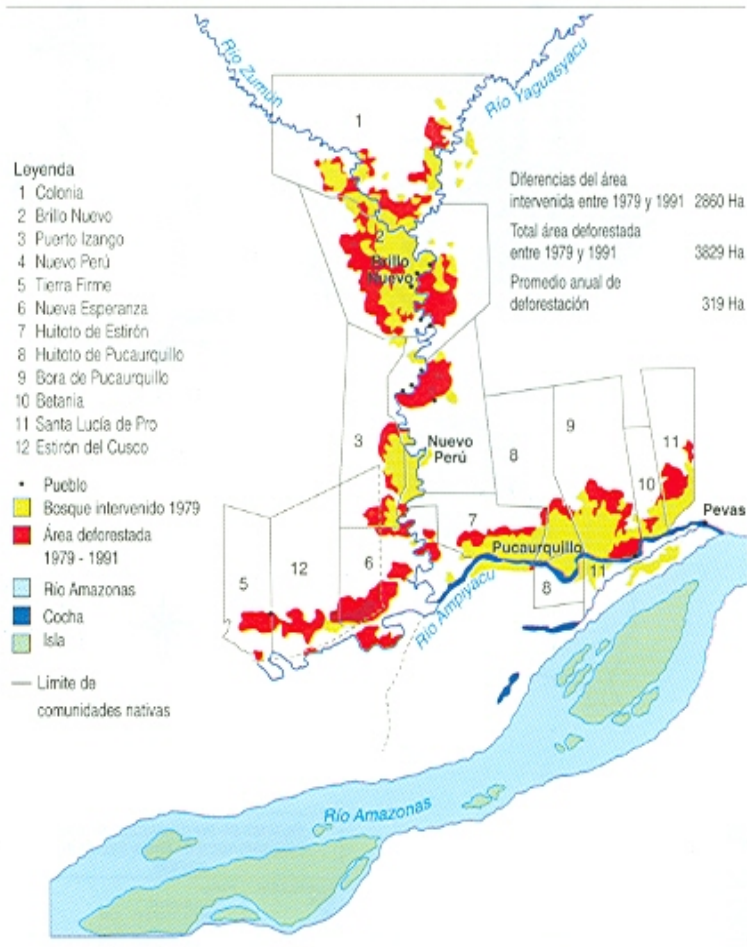 Río Zumún
Río Yaguasyacu
1
Leyenda
1 Colonia
2 Brillo Nuevo
3 Puerto Izango
4 Nuevo Perú
5 Tierra Firme
6 Nueva Esperanza
7 Huitoto de Estirón
8 Huitoto de Pucaurquillo
9 Bora de Pucaurquillo
10 Betania
11 Santa Lucía de Pro
12 Estirón del Cusco
Pueblo
Bosque intervenido 1979
Área deforestada
1979 - 1991
Río Amazonas
Cocha
Isla
Límite de
comunidades nativas
Diferencias del área
intervenida entre 1979 y 1991 2860 Ha
Total área deforestada
entre 1979 y 1991 3829 Ha
Promedio anual de
deforestación 319 Ha
2
Brillo
Nuevo
3
Nuevo
Perú
8
9
10
11
Pevas
7
Pucaurquillo
5
12
6
8
11
Río Ampiyacu
Río Amazonas